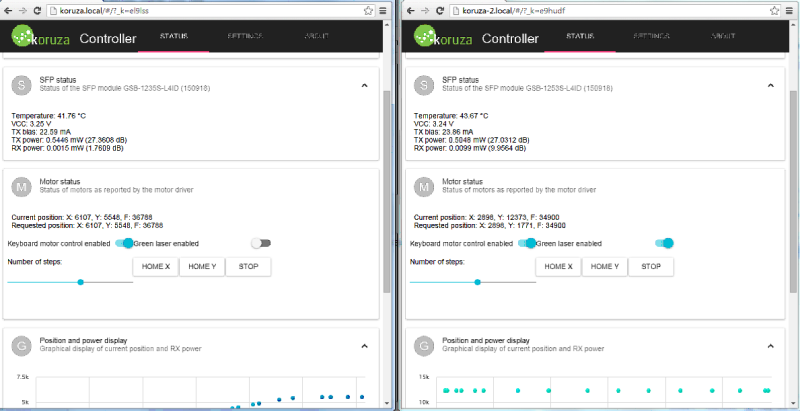 koruza.local/#/?_k=el9lss
koruza Controller STATUS SETTINGS ABOUT
S
SFP status
Status of the SFP module GSB-1235S-L4ID (150918)
Temperature: 41.76 °C
VCC: 3.25 V
TX bias: 22.59 mA
TX power: 0.5446 mW (27.3608 dB)
RX power: 0.0015 mW (1.7609 dB)
M
Motor status
Status of motors as reported by the motor driver
Current position: X: 6107, Y: 5548, F: 36788
Requested position: X: 6107, Y: 5548, F: 36788
Keyboard motor control enabled Green laser enabled
Number of steps: HOME X HOME Y STOP
G
Position and power display
Graphical display of current position and RX power
7.5k
5k
koruza-2.local/#/?_k=e9hudf
koruza Controller STATUS SETTINGS ABOUT
S
SFP status
Status of the SFP module GSB-1253S-L4ID (150918)
Temperature: 43.67 °C
VCC: 3.24 V
TX bias: 23.86 mA
TX power: 0.5048 mW (27.0312 dB)
RX power: 0.0099 mW (9.9564 dB)
M
Motor status
Status of motors as reported by the motor driver
Current position: X: 2898, Y: 12373, F: 34900
Requested position: X: 2898, Y: 1771, F: 34900
Keyboard motor control enabled Green laser enabled
Number of steps: HOME X HOME Y STOP
G
Position and power display
Graphical display of current position and RX power
15k
10k